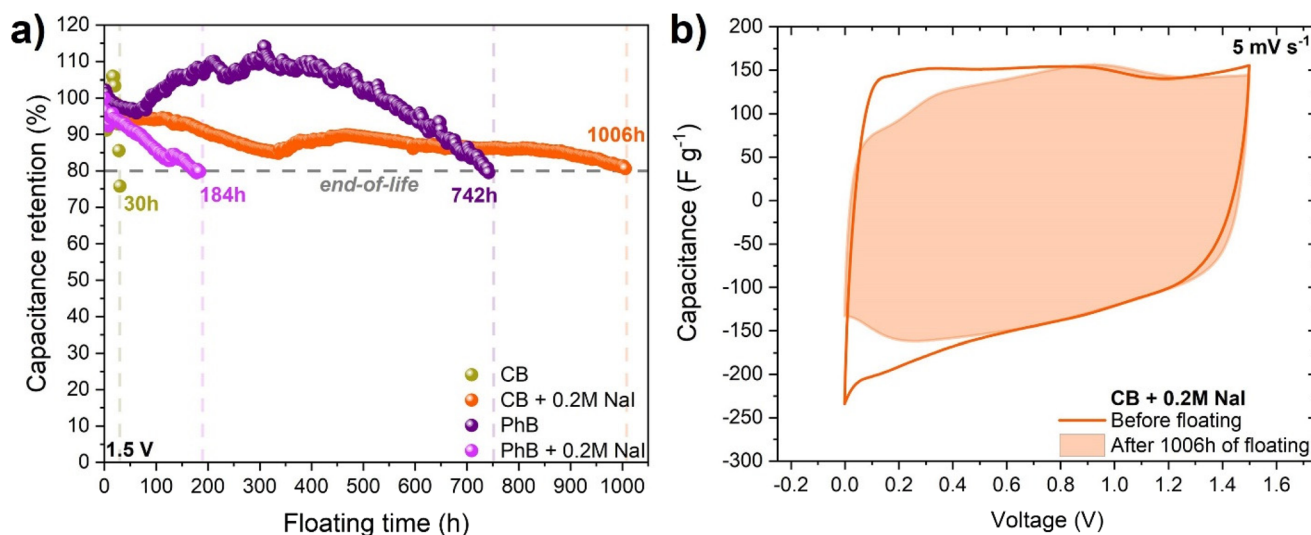 a)
Capacitance retention (%)
120
110
100
90
80
70
60
50
40
30
20
10
0
1006h
end-of-life
30h
184h
742h
CB
CB + 0.2M NaI
PhB
PhB + 0.2M NaI
1.5 V
0 100 200 300 400 500 600 700 800 900 1000
Floating time (h)
b)
Capacitance (F g⁻¹)
200
150
100
50
0
-50
-100
-150
-200
-250
-300
5 mV s⁻¹
CB + 0.2M NaI
Before floating
After 1006h of floating
-0.2 0.0 0.2 0.4 0.6 0.8 1.0 1.2 1.4 1.6
Voltage (V)